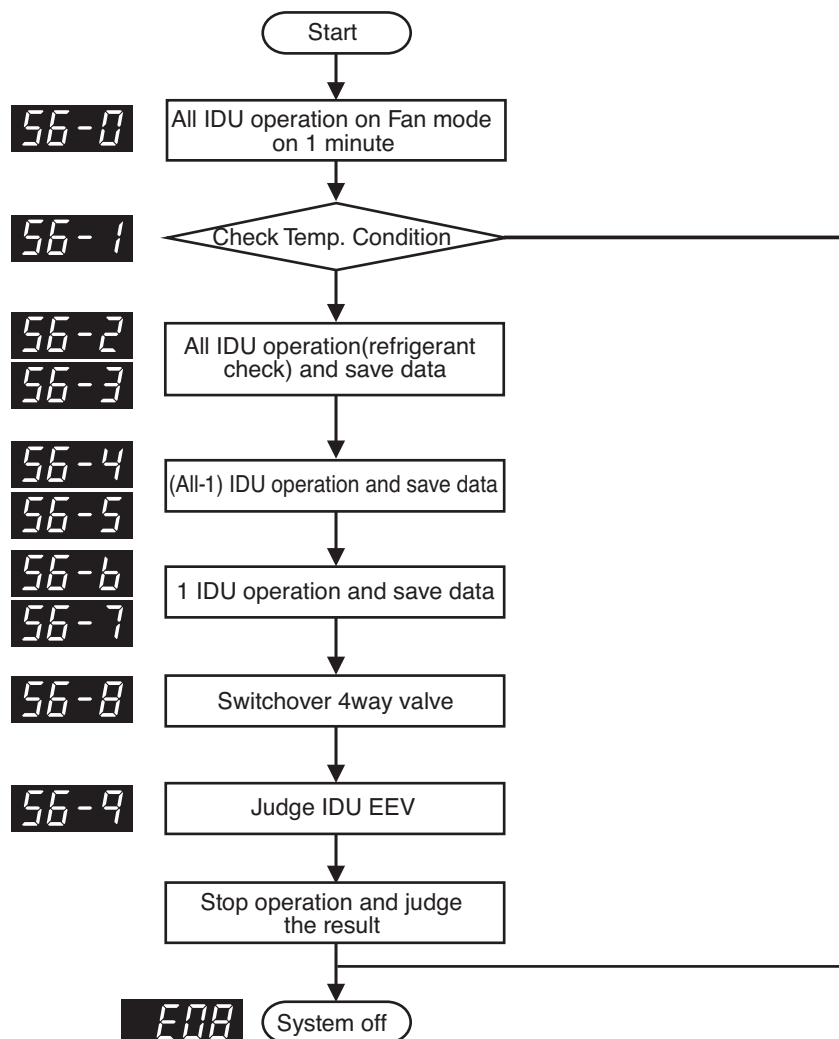 Start
56-0
All IDU operation on Fan mode
on 1 minute
56-1
Check Temp. Condition
56-2
56-3
All IDU operation(refrigerant
check) and save data
56-4
56-5
(All-1) IDU operation and save data
56-b
56-7
1 IDU operation and save data
56-8
Switchover 4way valve
56-9
Judge IDU EEV
Stop operation and judge
the result
E0A
System off